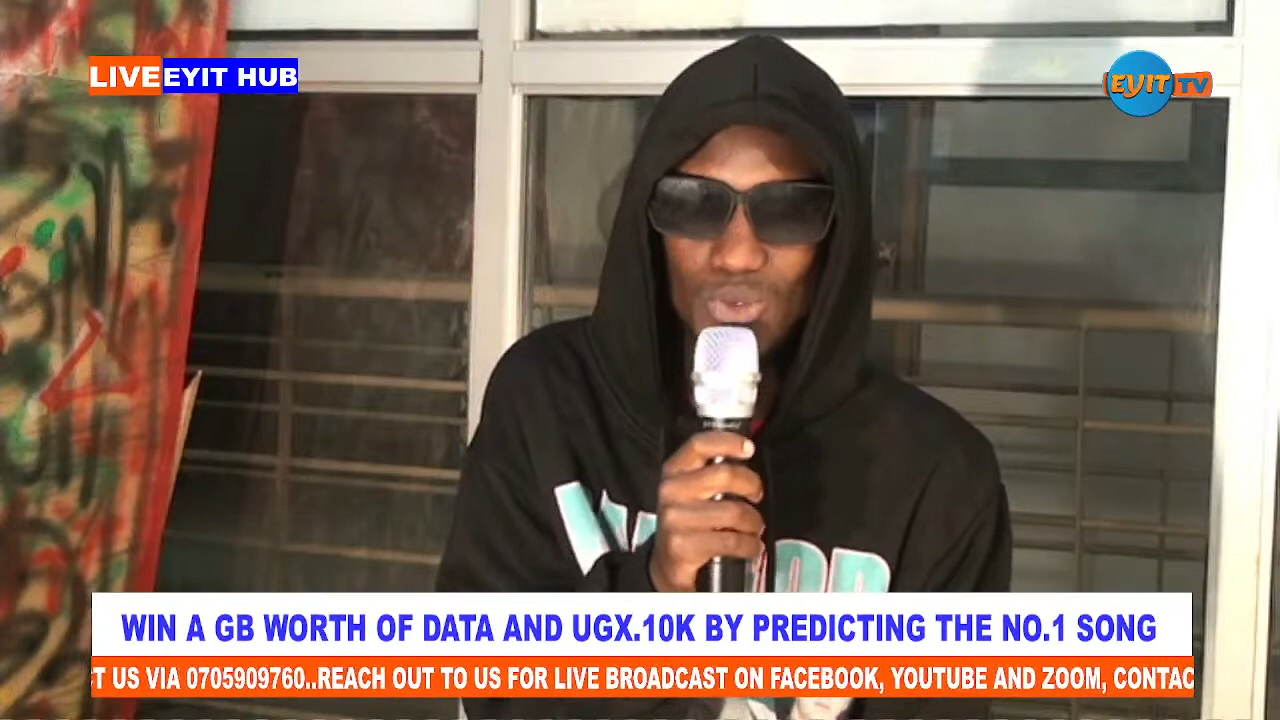 LIVE EYIT HUB
EYIT TV
WIN A GB WORTH OF DATA AND UGX.10K BY PREDICTING THE NO.1 SONG
T US VIA 0705909760..REACH OUT TO US FOR LIVE BROADCAST ON FACEBOOK, YOUTUBE AND ZOOM, CONTAC